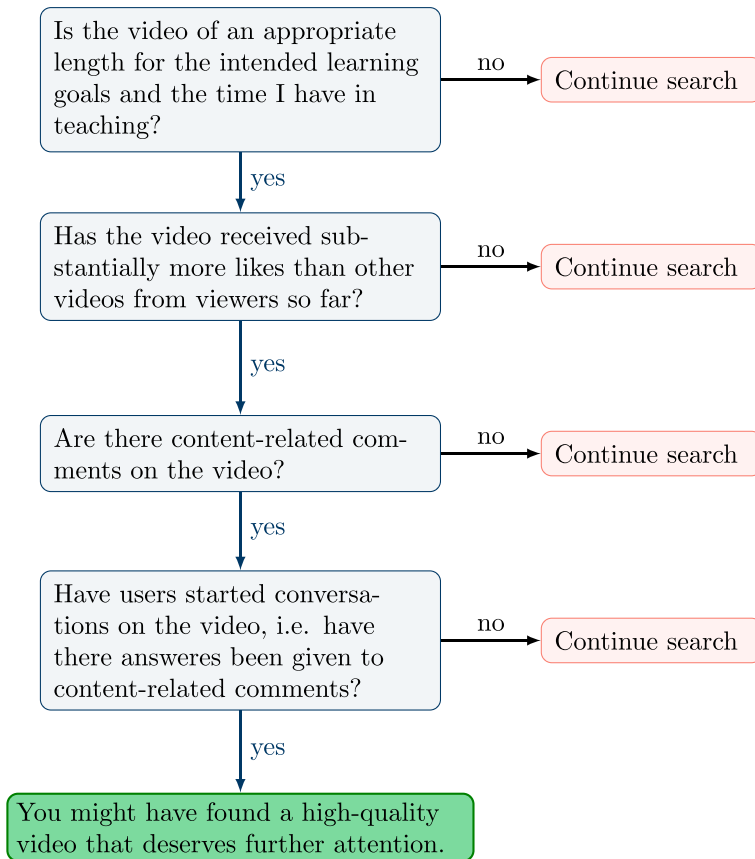 Is the video of an appropriate
length for the intended learning
goals and the time I have in
teaching?
no
Continue search
yes
Has the video received sub-
stantially more likes than other
videos from viewers so far?
no
Continue search
yes
Are there content-related com-
ments on the video?
no
Continue search
yes
Have users started conversa-
tions on the video, i.e. have
there answeres been given to
content-related comments?
no
Continue search
yes
You might have found a high-quality
video that deserves further attention.